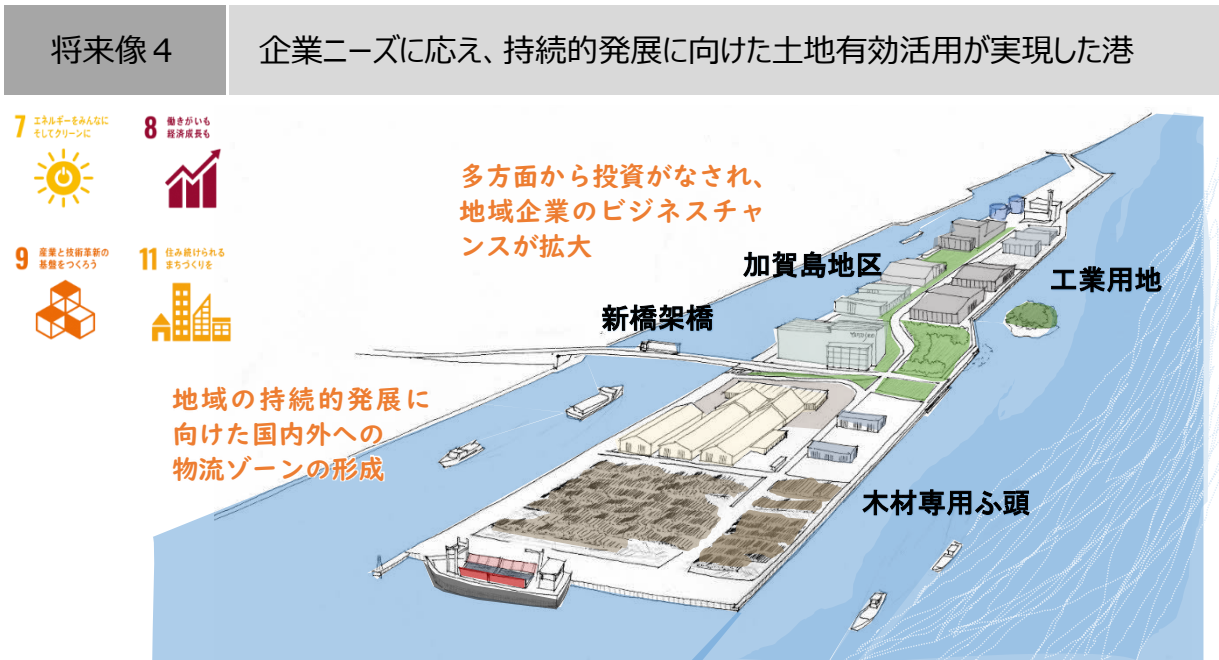 将来像４
企業ニーズに応え、持続的発展に向けた土地有効活用が実現した港
7 エネルギーをみんなに
そしてクリーンに
8 働きがいも
経済成長も
9 産業と技術革新の
基盤をつくろう
11 住み続けられる
まちづくりを
多方面から投資がなされ、
地域企業のビジネスチャ
ンスが拡大
加賀島地区
工業用地
新橋架橋
地域の持続的発展に
向けた国内外への
物流ゾーンの形成
木材専用ふ頭